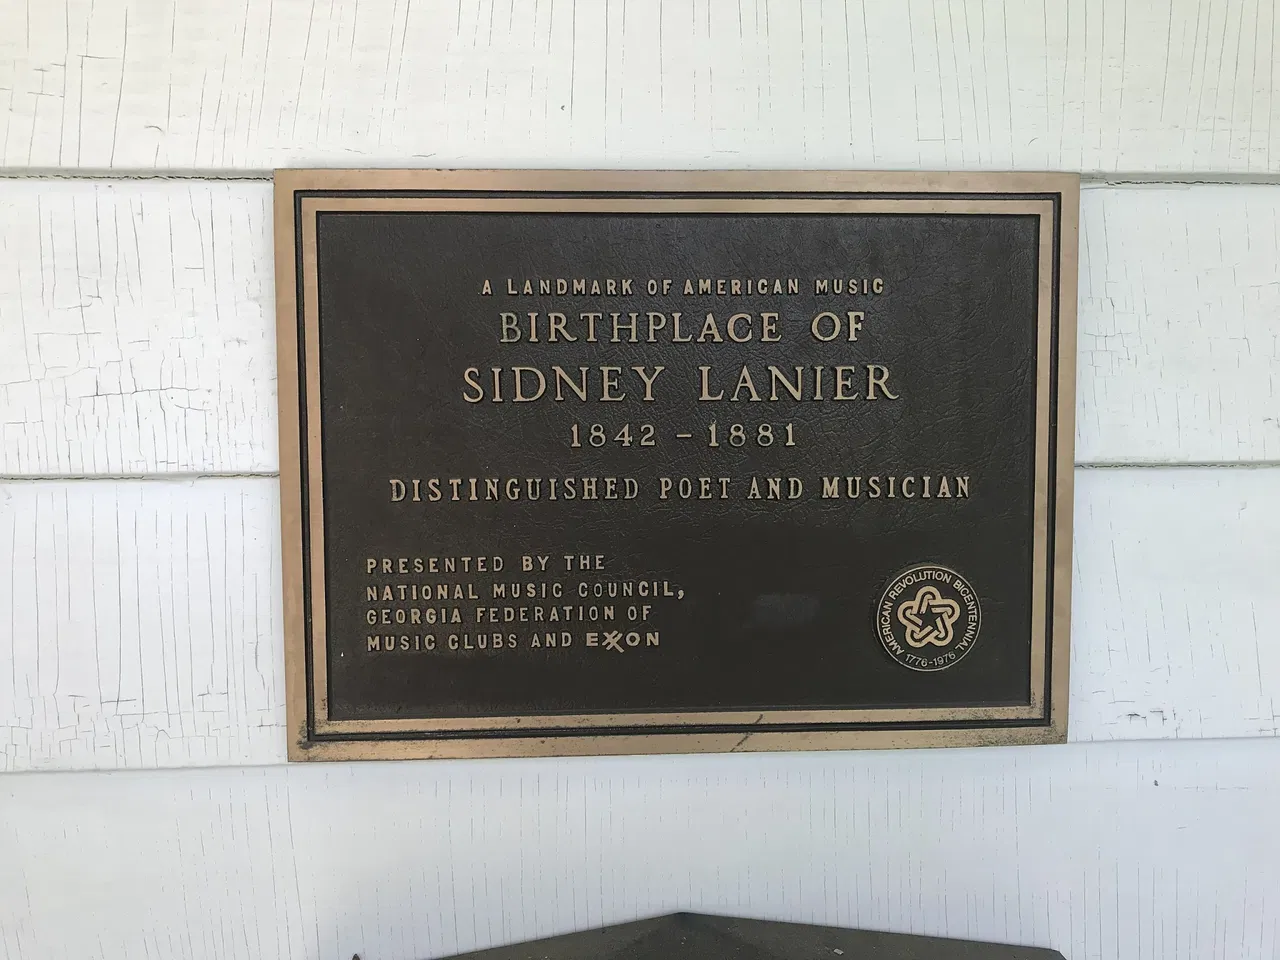 A LANDMARK OF AMERICAN MUSIC
BIRTHPLACE OF
SIDNEY LANIER
1842 – 1881
DISTINGUISHED POET AND MUSICIAN
PRESENTED BY THE
NATIONAL MUSIC COUNCIL,
GEORGIA FEDERATION OF
MUSIC CLUBS AND EXXON
AMERICAN REVOLUTION BICENTENNIAL
1776-1976